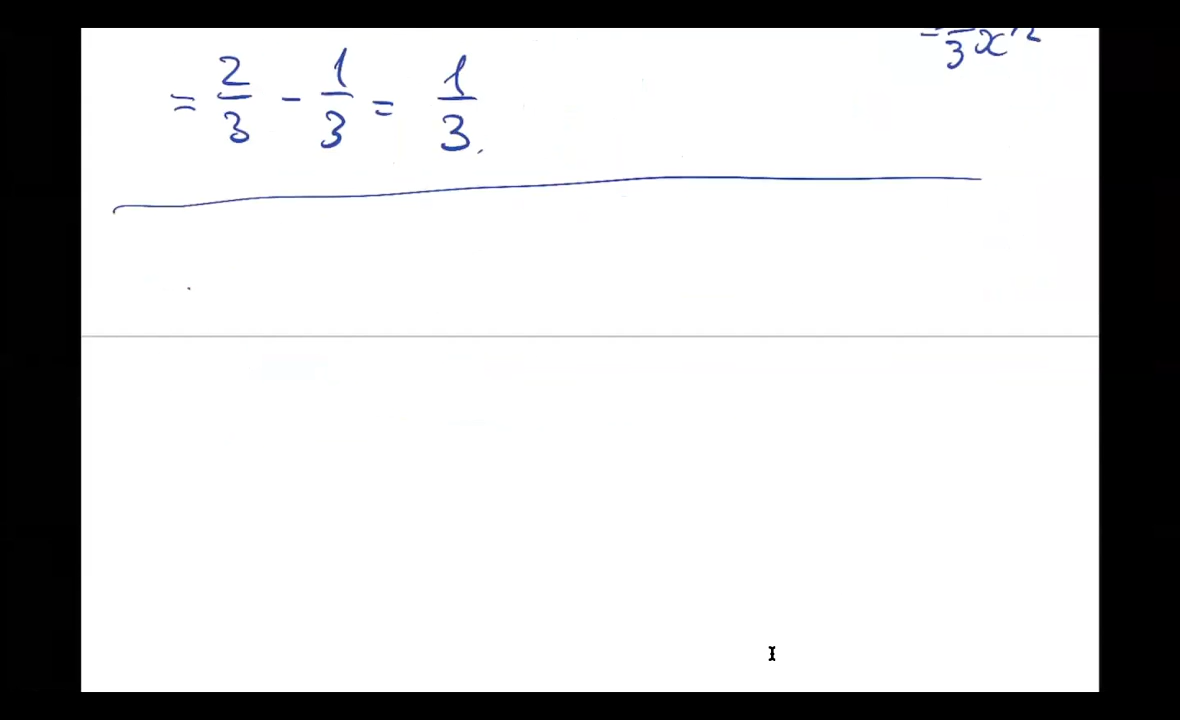 = 2/3 - 1/3 = 1/3.